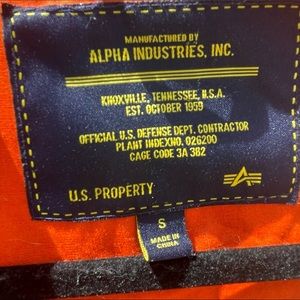 MANUFACTURED BY
ALPHA INDUSTRIES, INC.
KNOXVILLE, TENNESSEE, U.S.A.
EST. OCTOBER 1959
OFFICIAL U.S. DEFENSE DEPT. CONTRACTOR
PLANT INDEXNO. 026200
CAGE CODE 3A 382
U.S. PROPERTY
S
MADE IN
CHINA